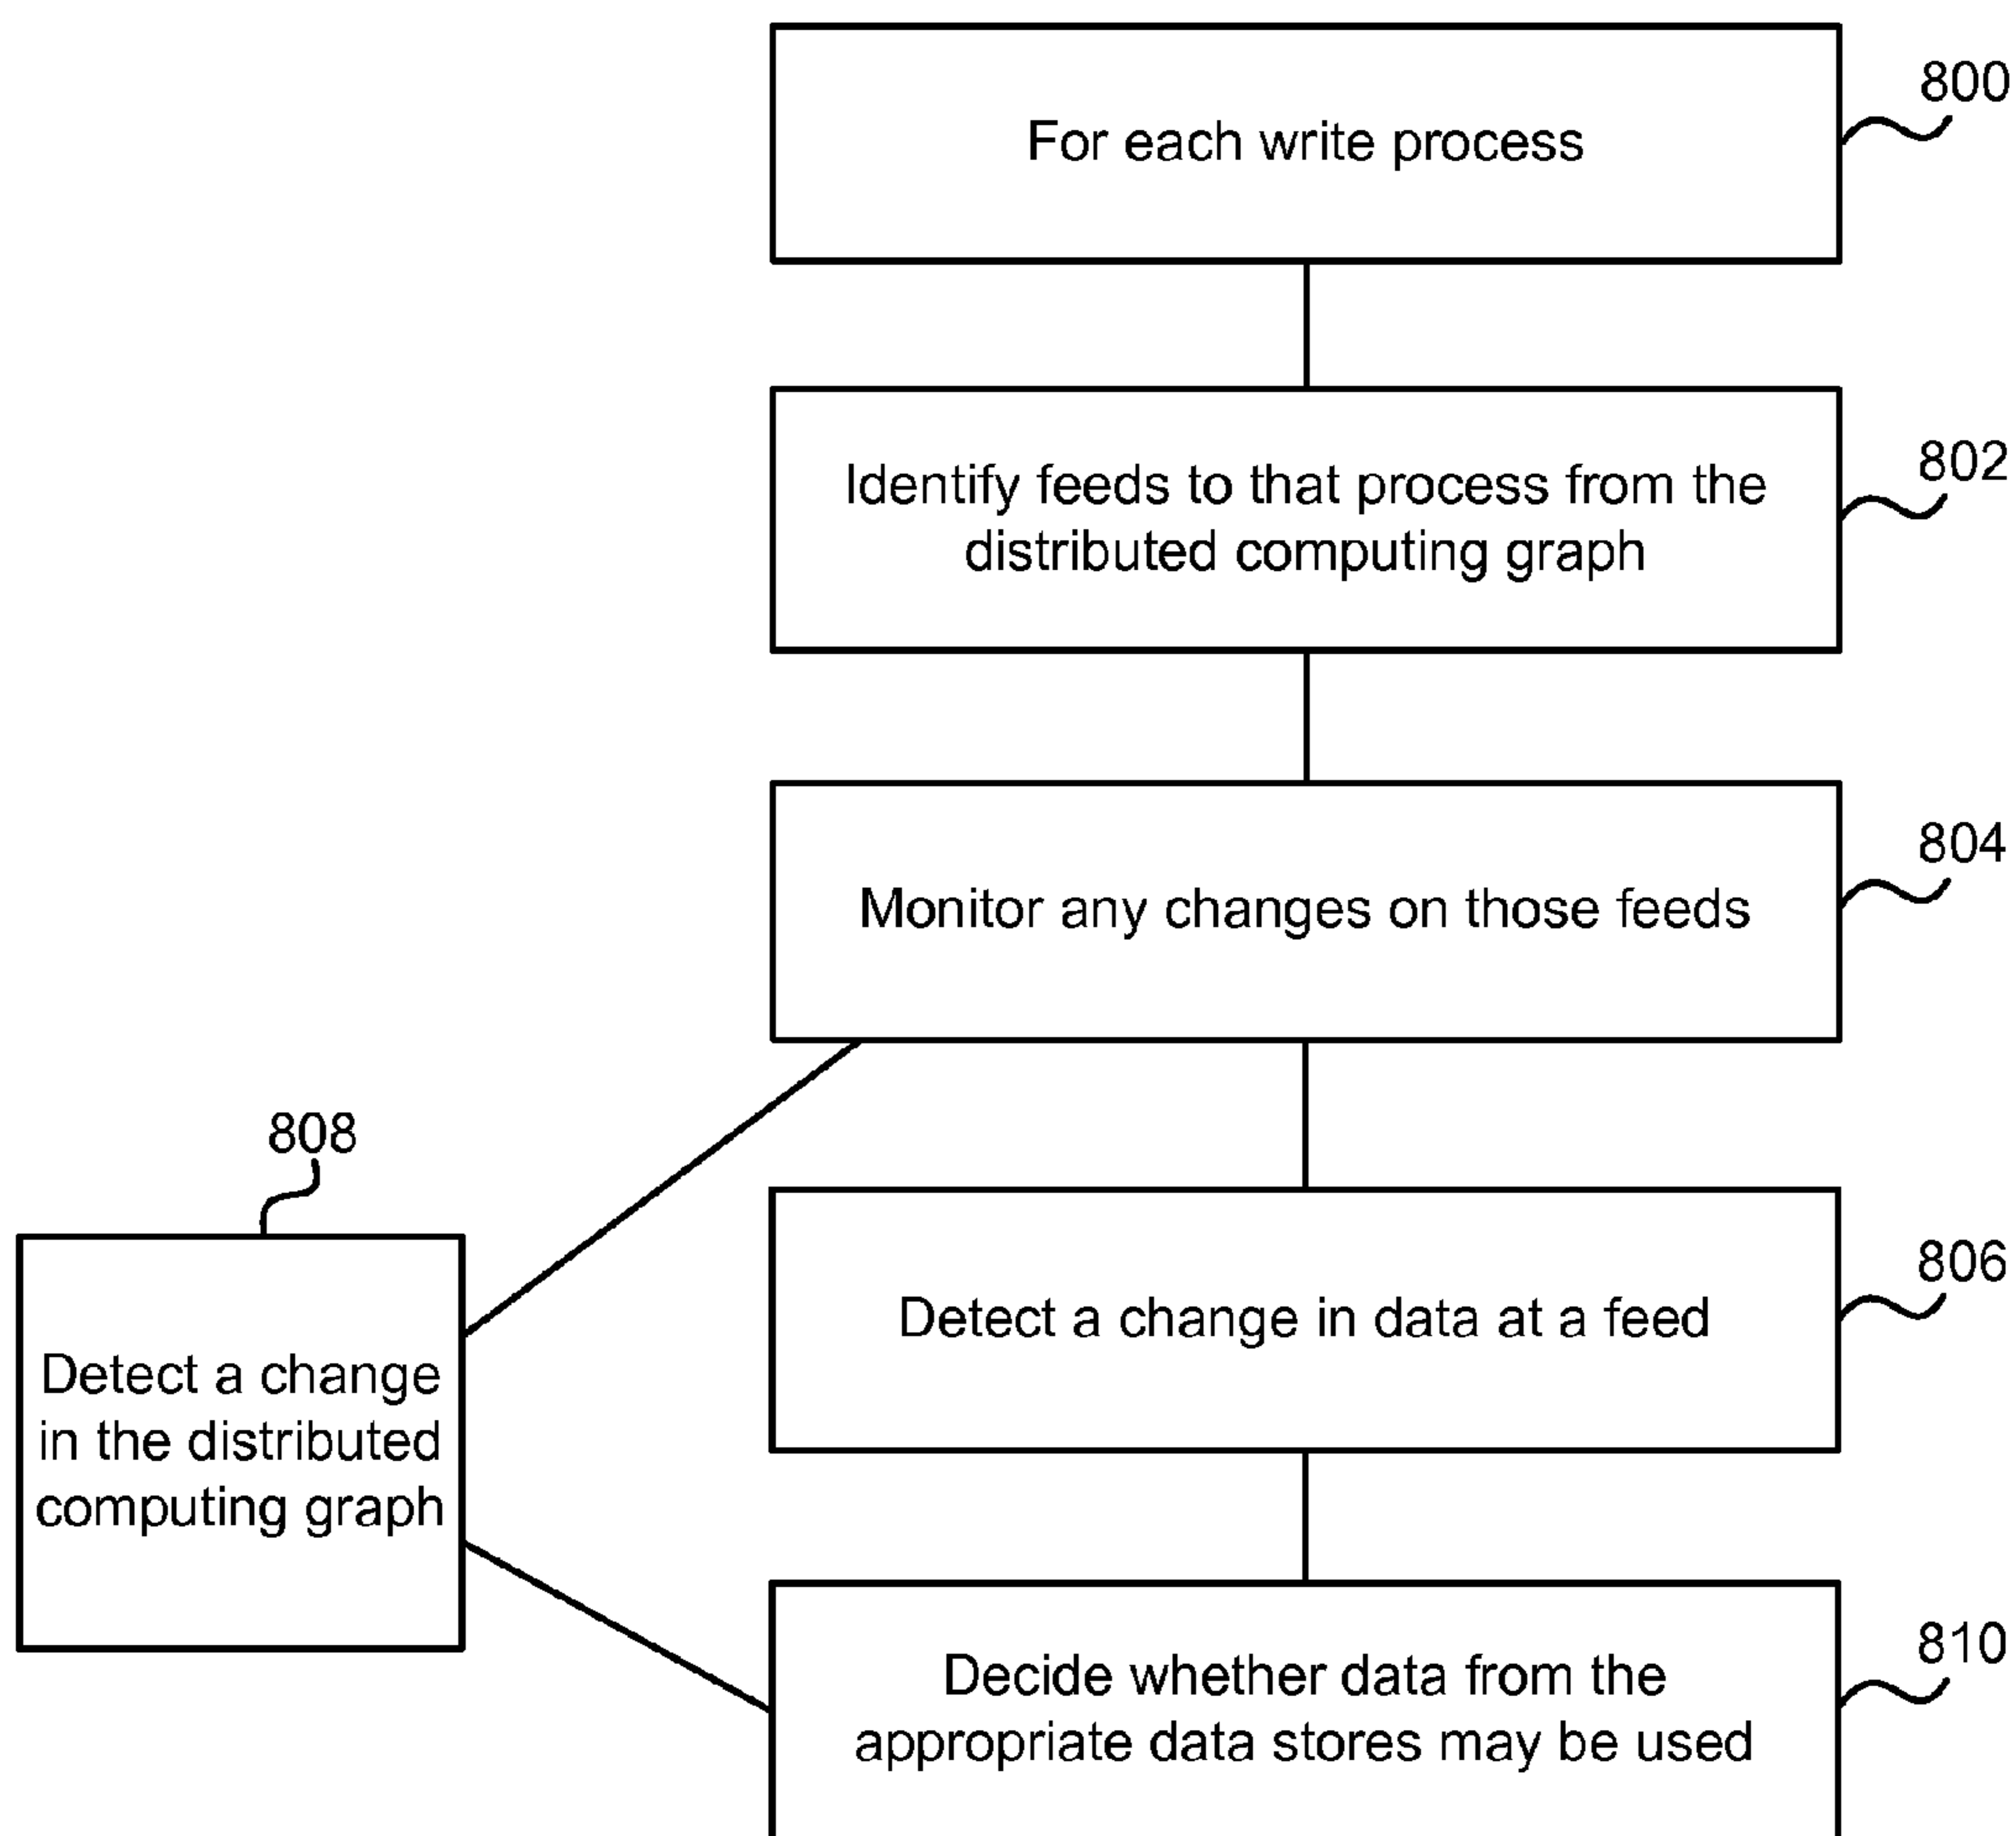 800
For each write process
802
Identify feeds to that process from the
distributed computing graph
804
Monitor any changes on those feeds
808
806
Detect a change in data at a feed
Detect a change
in the distributed
computing graph
810
Decide whether data from the
appropriate data stores may be used